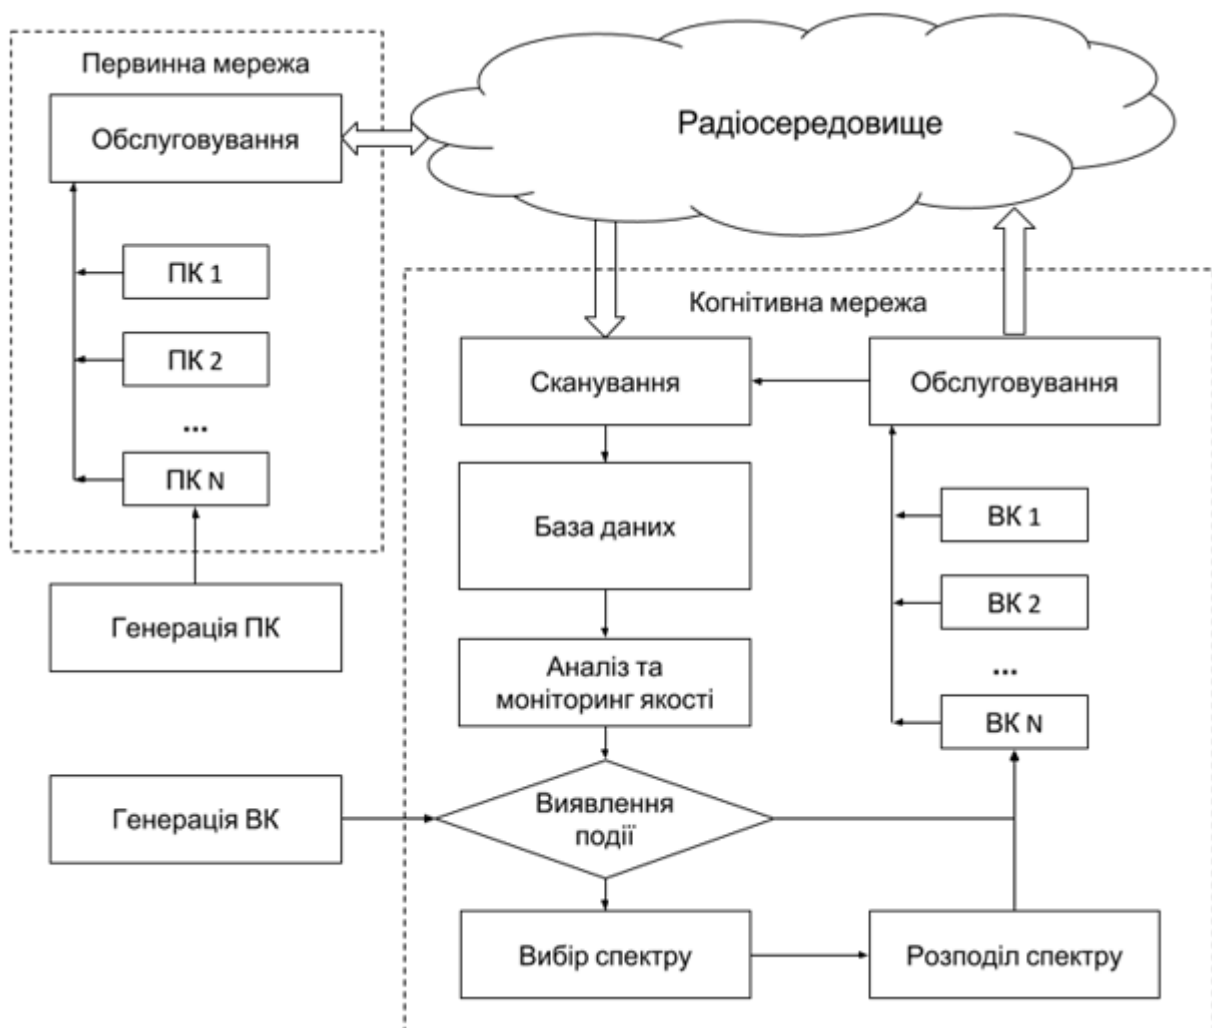 Первинна мережа
Обслуговування
ПК 1
ПК 2
...
ПК N
Генерація ПК
Генерація ВК
Радіосередовище
Когнітивна мережа
Сканування
База даних
Аналіз та
моніторинг якості
Виявлення
події
Вибір спектру
Обслуговування
ВК 1
ВК 2
...
ВК N
Розподіл спектру